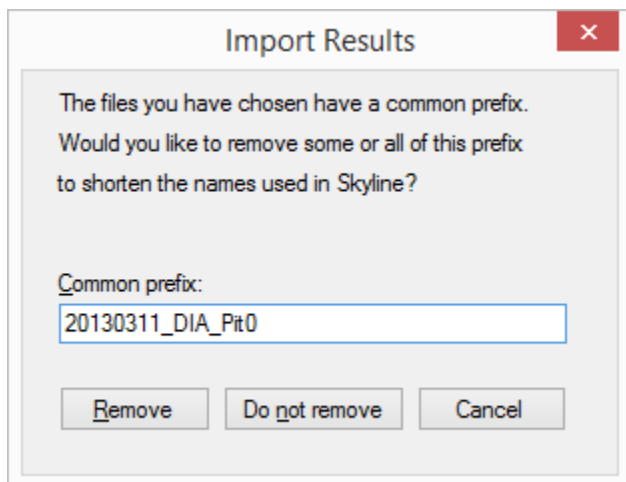 Import Results
The files you have chosen have a common prefix.
Would you like to remove some or all of this prefix
to shorten the names used in Skyline?
Common prefix:
20130311_DIA_Pit0
Remove Do not remove Cancel